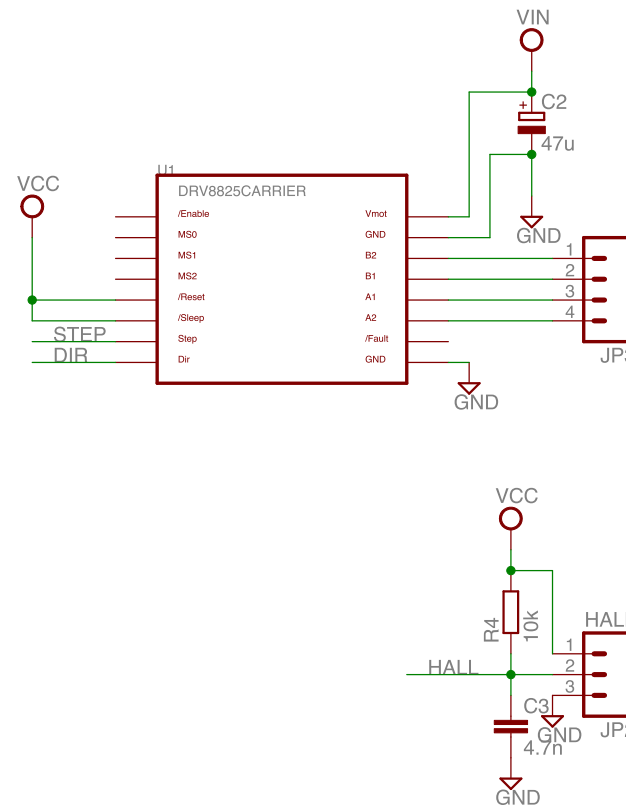 VIN
C2
+
47u
GND
U1
VCC
DRV8825CARRIER
/Enable
MS0
MS1
MS2
/Reset
/Sleep
Step
Dir
Vmot
GND
B2
B1
A1
A2
/Fault
GND
STEP
DIR
1
2
3
4
GND
VCC
R4
10k
HALL
1
2
3
C3
4.7n
GND
GND